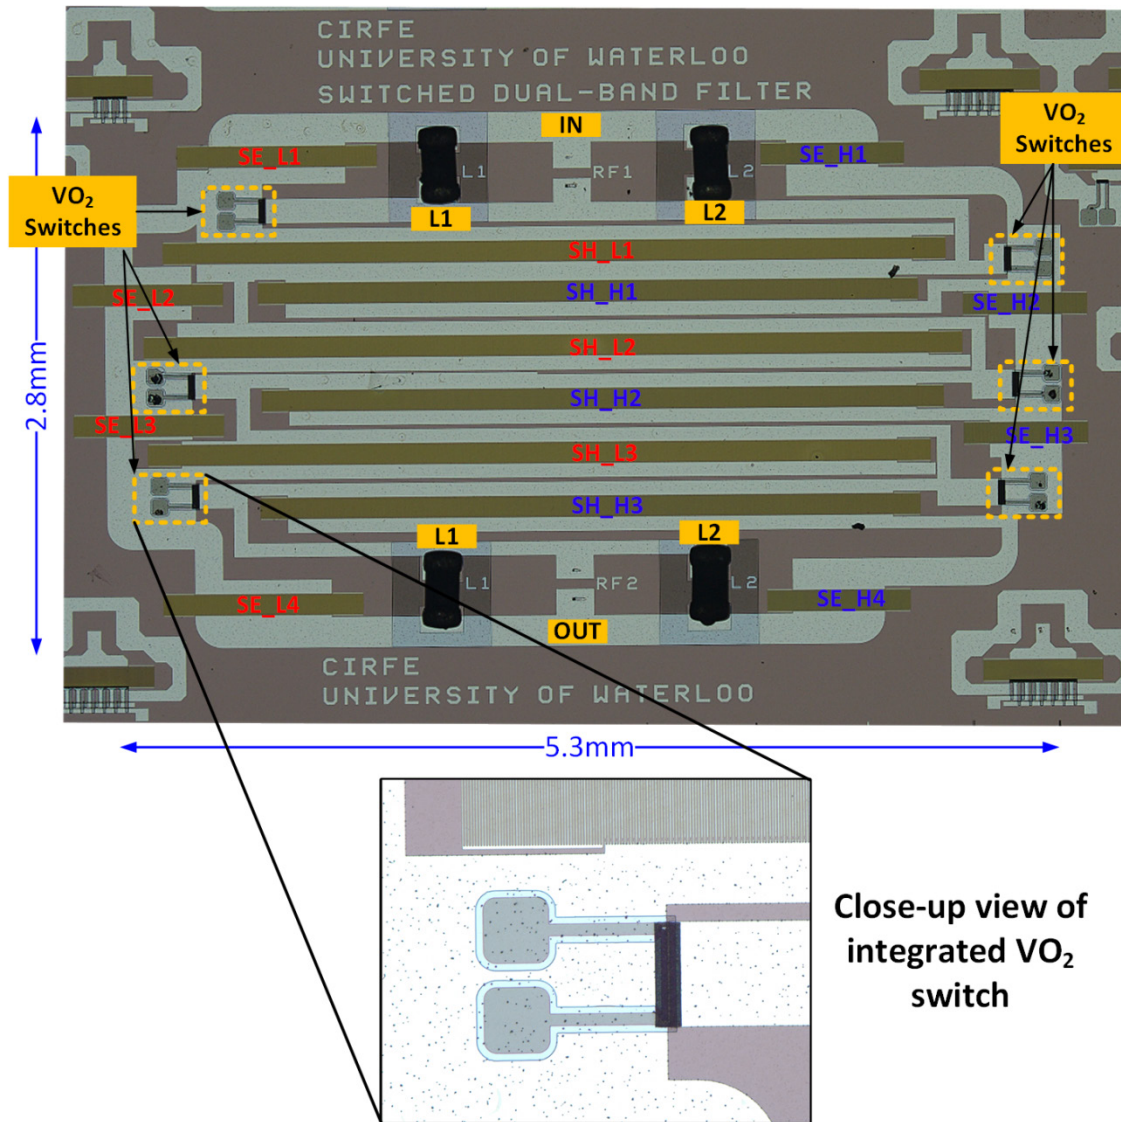 CIRFE
UNIVERSITY OF WATERLOO
SWITCHED DUAL-BAND FILTER
VO₂
Switches
IN
SE_L1
L1
RF1
L2
SE_H1
VO₂
Switches
L1
L2
SH_L1
SH_H1
SE_L2
SE_H2
SH_L2
SH_H2
SE_L3
SE_H3
SH_L3
SH_H3
L1
L2
L1
RF2
L2
SE_L4
SE_H4
OUT
CIRFE
UNIVERSITY OF WATERLOO
2.8mm
5.3mm
Close-up view of
integrated VO₂
switch